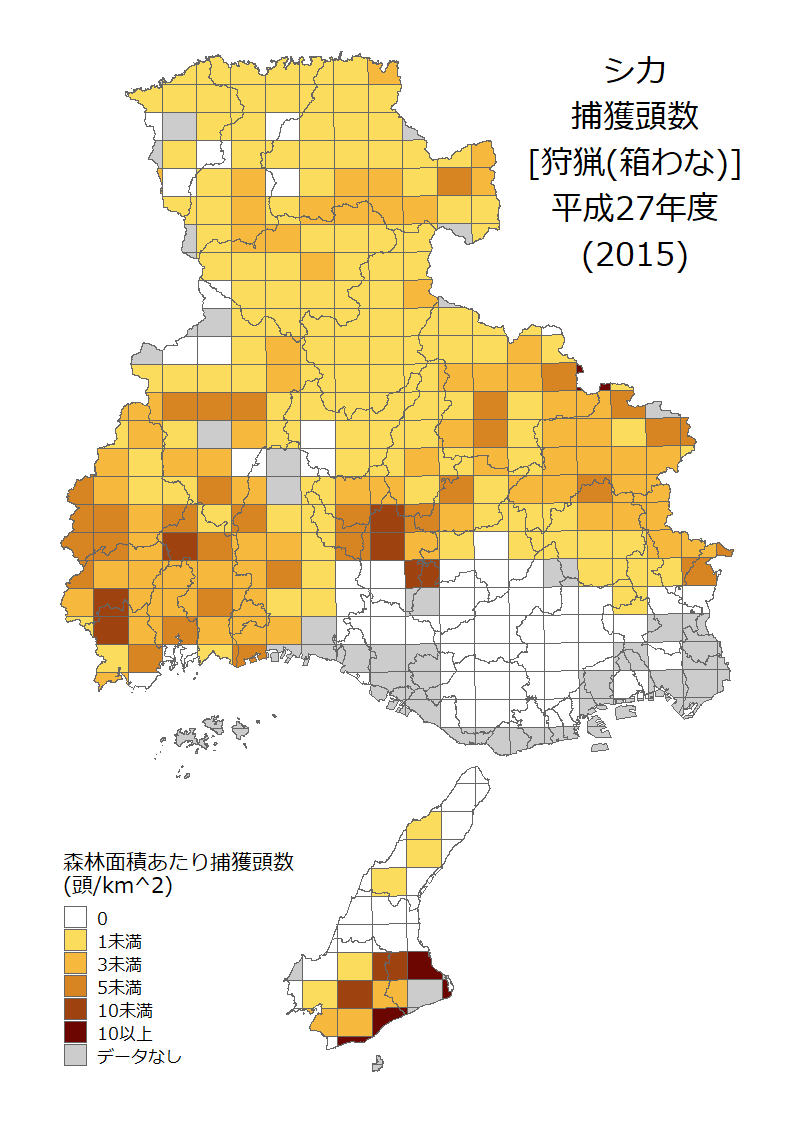 シカ
捕獲頭数
[狩猟(箱わな)]
平成27年度
(2015)
森林面積あたり捕獲頭数
(頭/km^2)
0
1未満
3未満
5未満
10未満
10以上
データなし